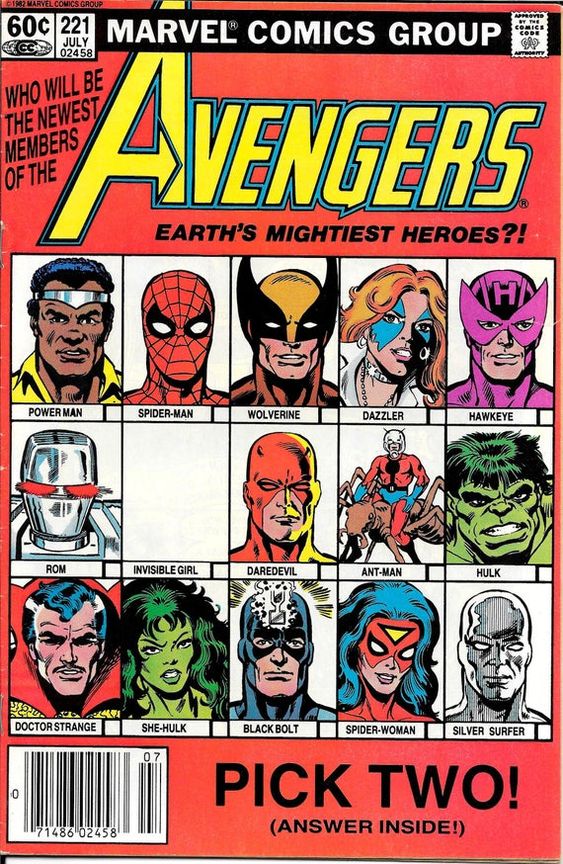 ©1982 MARVEL COMICS GROUP
60¢
221
JULY
02458
CC
MARVEL® COMICS GROUP
APPROVED
BY THE
COMICS
CODE
AUTHORITY
WHO WILL BE
THE NEWEST
MEMBERS
OF THE
AVENGERS®
EARTH'S MIGHTIEST HEROES?!
H
POWER MAN
SPIDER-MAN
WOLVERINE
DAZZLER
HAWKEYE
ROM
INVISIBLE GIRL
DAREDEVIL
ANT-MAN
HULK
DOCTOR STRANGE
SHE-HULK
BLACK BOLT
SPIDER-WOMAN
SILVER SURFER
07
0
71486 02458
PICK TWO!
(ANSWER INSIDE!)